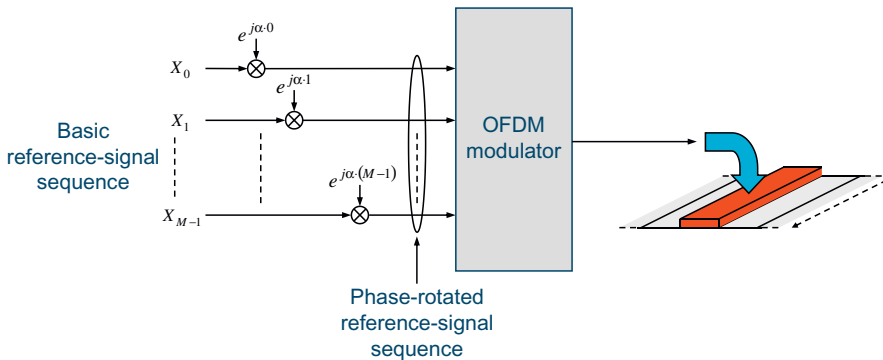 e^{jα·0}
X_0
e^{jα·1}
X_1
Basic
reference-signal
sequence
OFDM
modulator
e^{jα·(M−1)}
X_{M−1}
Phase-rotated
reference-signal
sequence